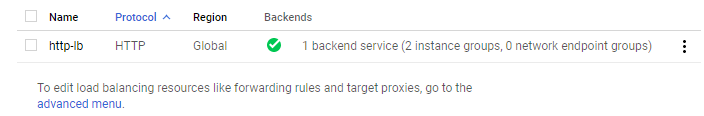 Name Protocol Region Backends
http-lb HTTP Global 1 backend service (2 instance groups, 0 network endpoint groups)
To edit load balancing resources like forwarding rules and target proxies, go to the
advanced menu.